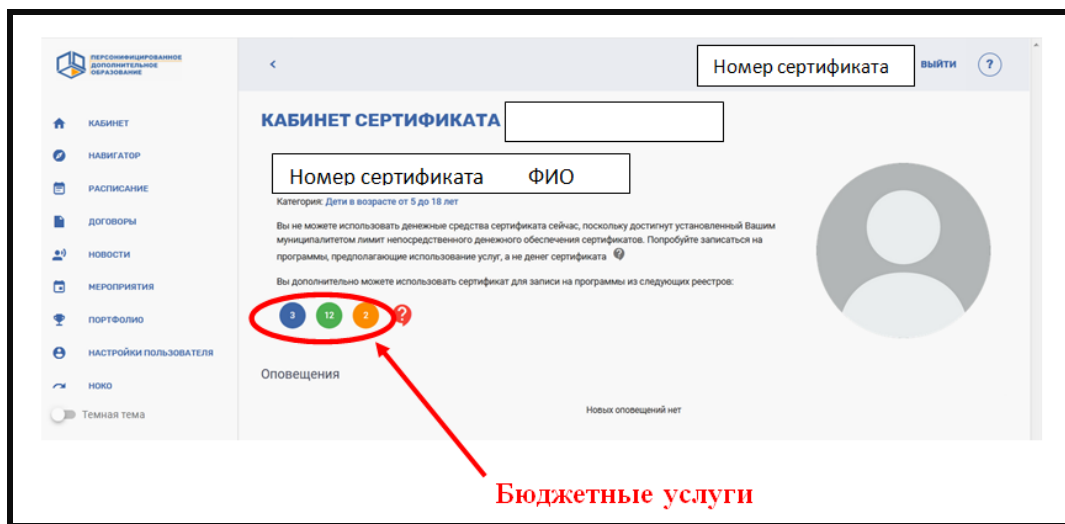 ПЕРСОНИФИЦИРОВАННОЕ
ДОПОЛНИТЕЛЬНОЕ
ОБРАЗОВАНИЕ
Номер сертификата
ВЫЙТИ
?
КАБИНЕТ
НАВИГАТОР
РАСПИСАНИЕ
ДОГОВОРЫ
НОВОСТИ
МЕРОПРИЯТИЯ
ПОРТФОЛИО
НАСТРОЙКИ ПОЛЬЗОВАТЕЛЯ
НОКО
Темная тема
КАБИНЕТ СЕРТИФИКАТА
Номер сертификата ФИО
Категория: Дети в возрасте от 5 до 18 лет
Вы не можете использовать денежные средства сертификата сейчас, поскольку достигнут установленный Вашим
муниципалитетом лимит непосредственного денежного обеспечения сертификатов. Попробуйте записаться на
программы, предполагающие использование услуг, а не денег сертификата ?
Вы дополнительно можете использовать сертификат для записи на программы из следующих реестров:
3 12 2 ?
Оповещения
Новых оповещений нет
Бюджетные услуги